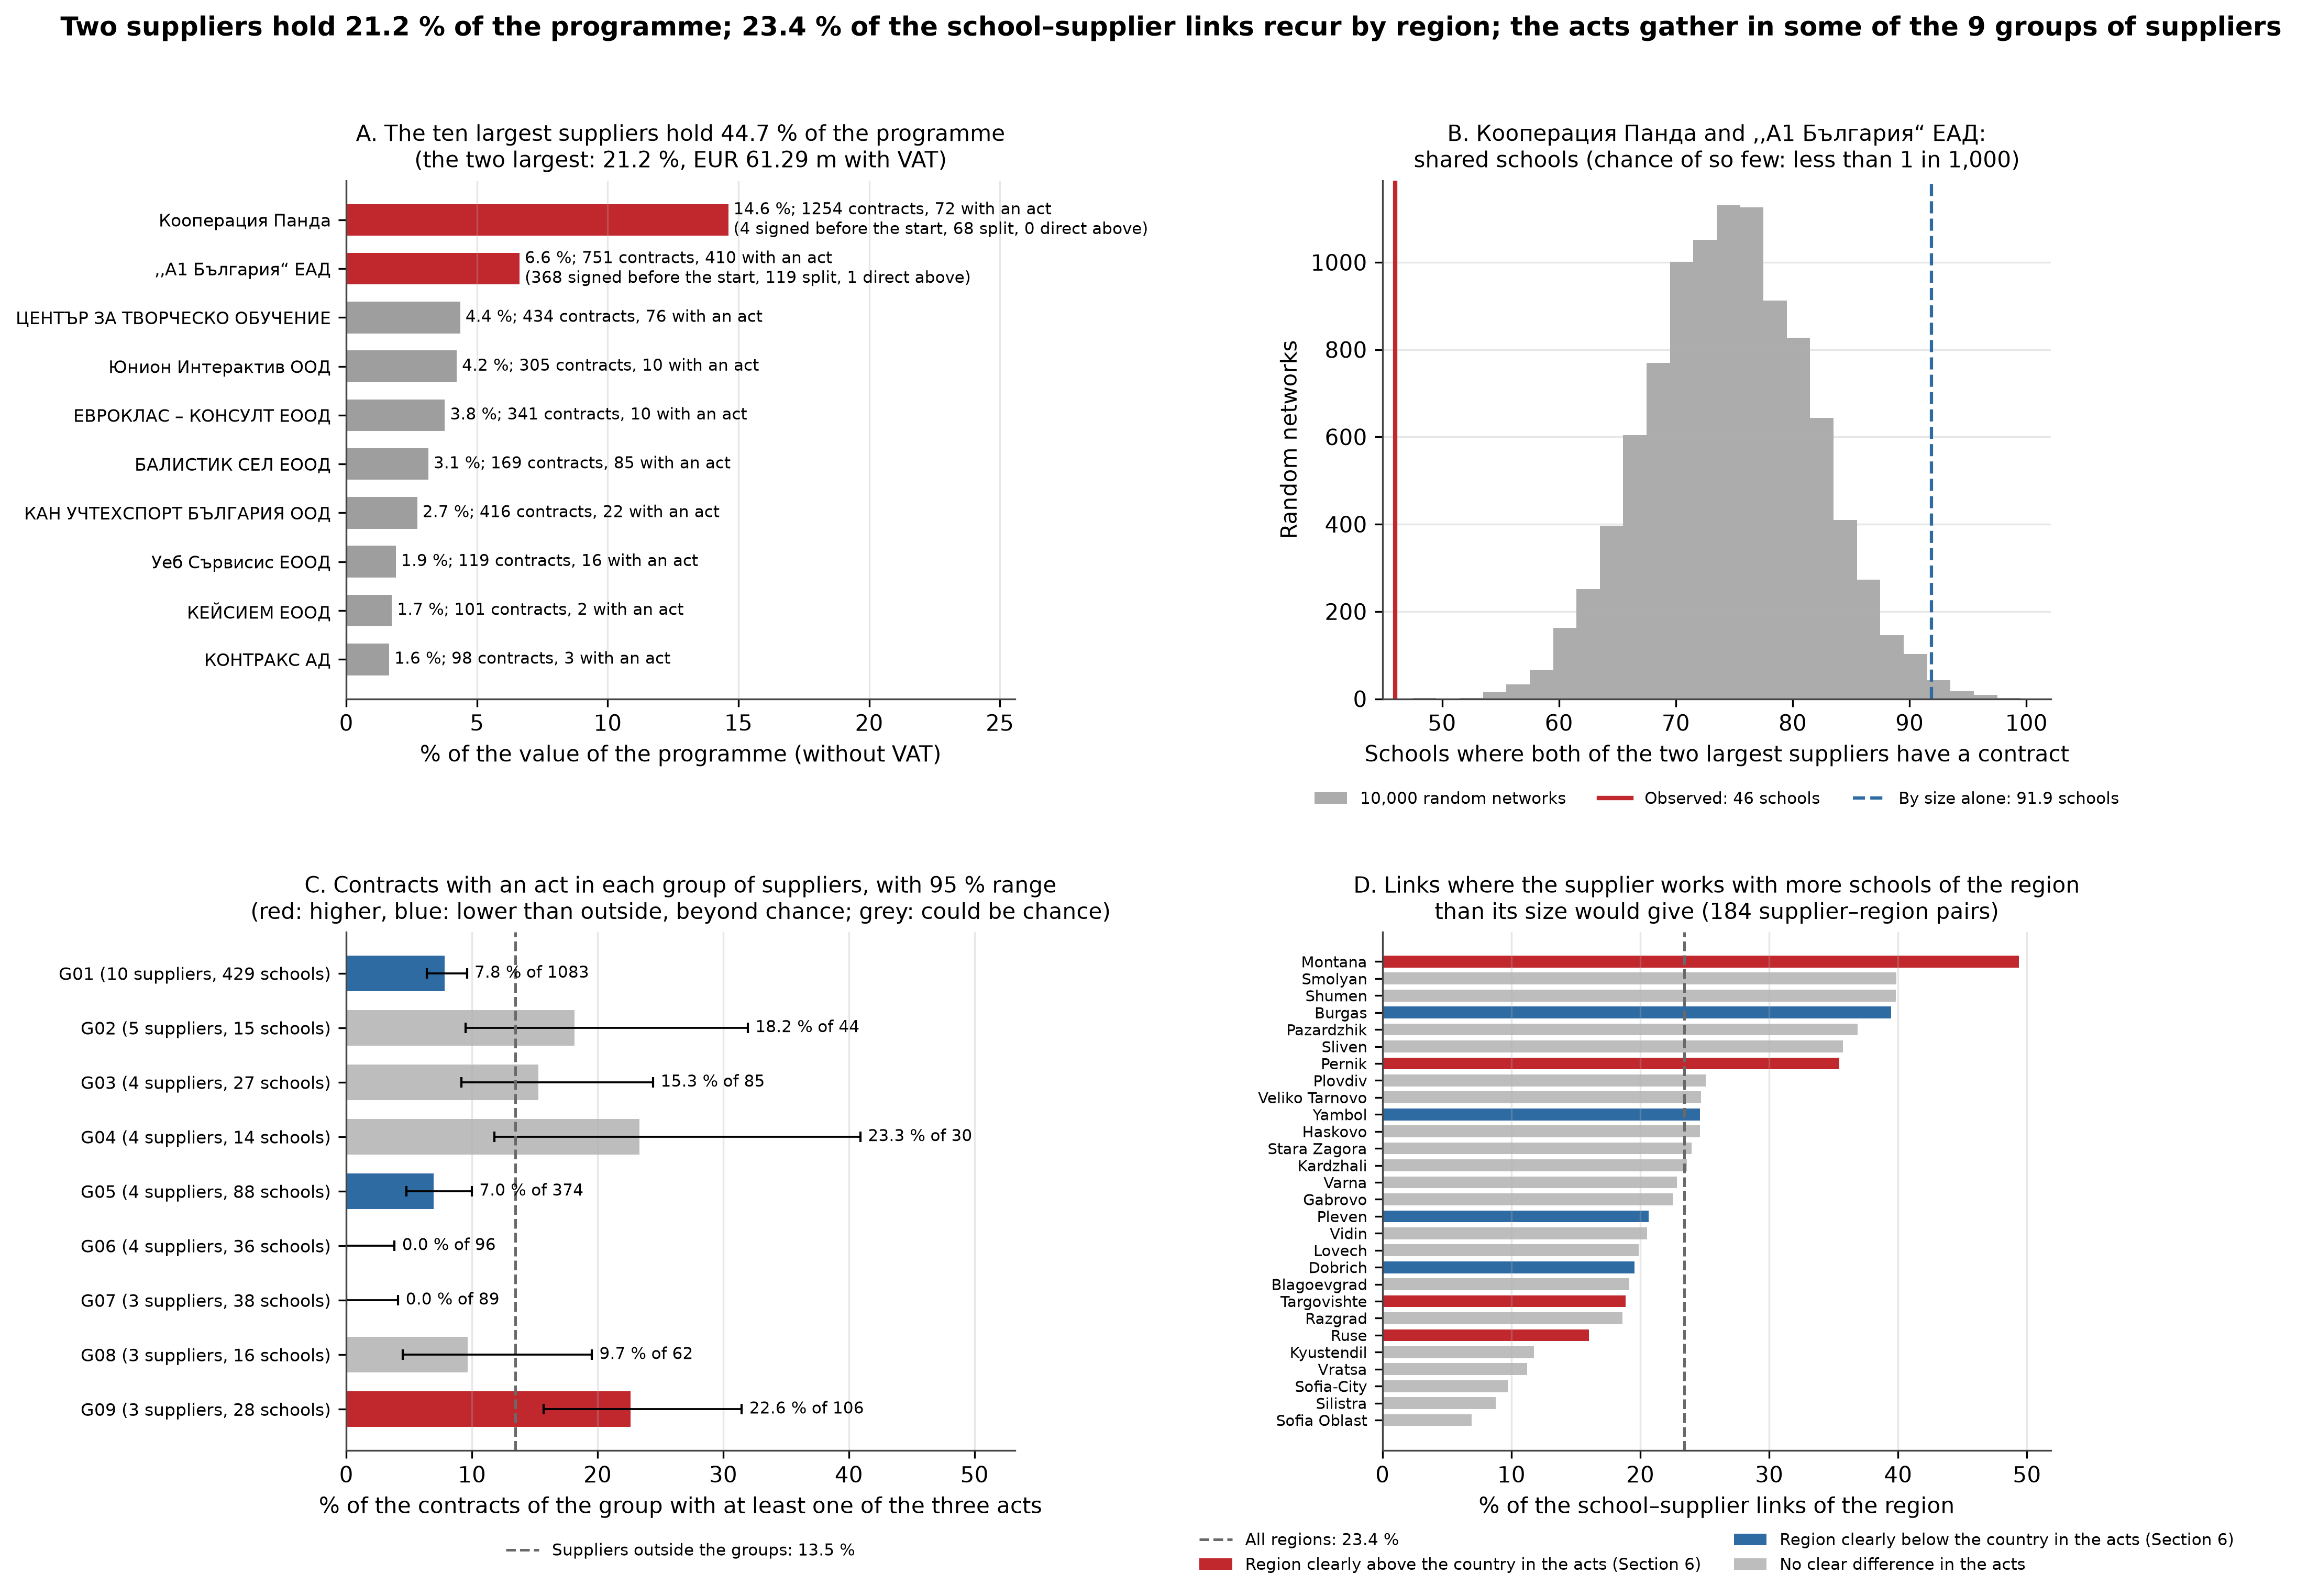 Two suppliers hold 21.2 % of the programme; 23.4 % of the school–supplier links recur by region; the acts gather in some of the 9 groups of suppliers
A. The ten largest suppliers hold 44.7 % of the programme
(the two largest: 21.2 %, EUR 61.29 m with VAT)
Кооперация Панда
14.6 %; 1254 contracts, 72 with an act
(4 signed before the start, 68 split, 0 direct above)
,,А1 България“ ЕАД
6.6 %; 751 contracts, 410 with an act
(368 signed before the start, 119 split, 1 direct above)
ЦЕНТЪР ЗА ТВОРЧЕСКО ОБУЧЕНИЕ
4.4 %; 434 contracts, 76 with an act
Юнион Интерактив ООД
4.2 %; 305 contracts, 10 with an act
ЕВРОКЛАС – КОНСУЛТ ЕООД
3.8 %; 341 contracts, 10 with an act
БАЛИСТИК СЕЛ ЕООД
3.1 %; 169 contracts, 85 with an act
КАН УЧТЕХСПОРТ БЪЛГАРИЯ ООД
2.7 %; 416 contracts, 22 with an act
Уеб Сървисис ЕООД
1.9 %; 119 contracts, 16 with an act
КЕЙСИЕМ ЕООД
1.7 %; 101 contracts, 2 with an act
КОНТРАКС АД
1.6 %; 98 contracts, 3 with an act
0 5 10 15 20 25
% of the value of the programme (without VAT)
B. Кооперация Панда and ,,А1 България“ ЕАД:
shared schools (chance of so few: less than 1 in 1,000)
Random networks
1000
800
600
400
200
0
50 60 70 80 90 100
Schools where both of the two largest suppliers have a contract
10,000 random networks
Observed: 46 schools
By size alone: 91.9 schools
C. Contracts with an act in each group of suppliers, with 95 % range
(red: higher, blue: lower than outside, beyond chance; grey: could be chance)
G01 (10 suppliers, 429 schools)
7.8 % of 1083
G02 (5 suppliers, 15 schools)
18.2 % of 44
G03 (4 suppliers, 27 schools)
15.3 % of 85
G04 (4 suppliers, 14 schools)
23.3 % of 30
G05 (4 suppliers, 88 schools)
7.0 % of 374
G06 (4 suppliers, 36 schools)
0.0 % of 96
G07 (3 suppliers, 38 schools)
0.0 % of 89
G08 (3 suppliers, 16 schools)
9.7 % of 62
G09 (3 suppliers, 28 schools)
22.6 % of 106
0 10 20 30 40 50
% of the contracts of the group with at least one of the three acts
Suppliers outside the groups: 13.5 %
D. Links where the supplier works with more schools of the region
than its size would give (184 supplier–region pairs)
Montana
Smolyan
Shumen
Burgas
Pazardzhik
Sliven
Pernik
Plovdiv
Veliko Tarnovo
Yambol
Haskovo
Stara Zagora
Kardzhali
Varna
Gabrovo
Pleven
Vidin
Lovech
Dobrich
Blagoevgrad
Targovishte
Razgrad
Ruse
Kyustendil
Vratsa
Sofia-City
Silistra
Sofia Oblast
0 10 20 30 40 50
% of the school–supplier links of the region
All regions: 23.4 %
Region clearly above the country in the acts (Section 6)
Region clearly below the country in the acts (Section 6)
No clear difference in the acts